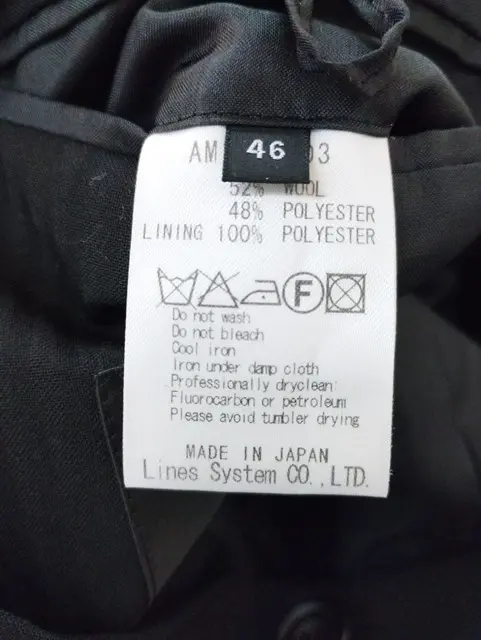 AM 46 03
52% WOOL
48% POLYESTER
LINING 100% POLYESTER
F
Do not wash
Do not bleach
Cool iron
Iron under damp cloth
Professionally dryclean
Fluorocarbon or petroleum
Please avoid tumbler drying
MADE IN JAPAN
Lines System CO.,LTD.